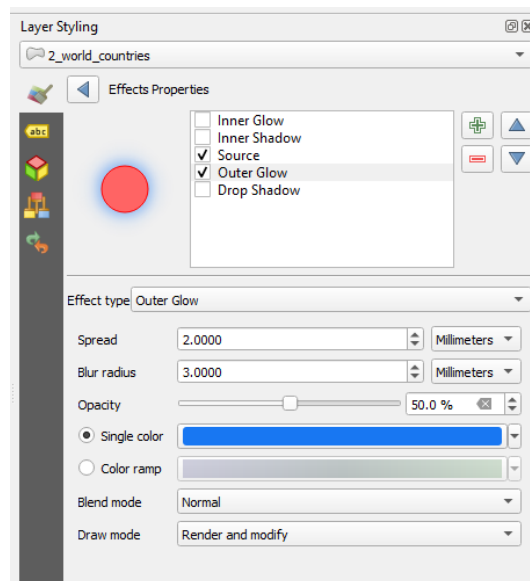 Layer Styling
2_world_countries
Effects Properties
abc
Inner Glow
Inner Shadow
Source
Outer Glow
Drop Shadow
Effect type Outer Glow
Spread 2.0000 Millimeters
Blur radius 3.0000 Millimeters
Opacity 50.0 %
Single color
Color ramp
Blend mode Normal
Draw mode Render and modify